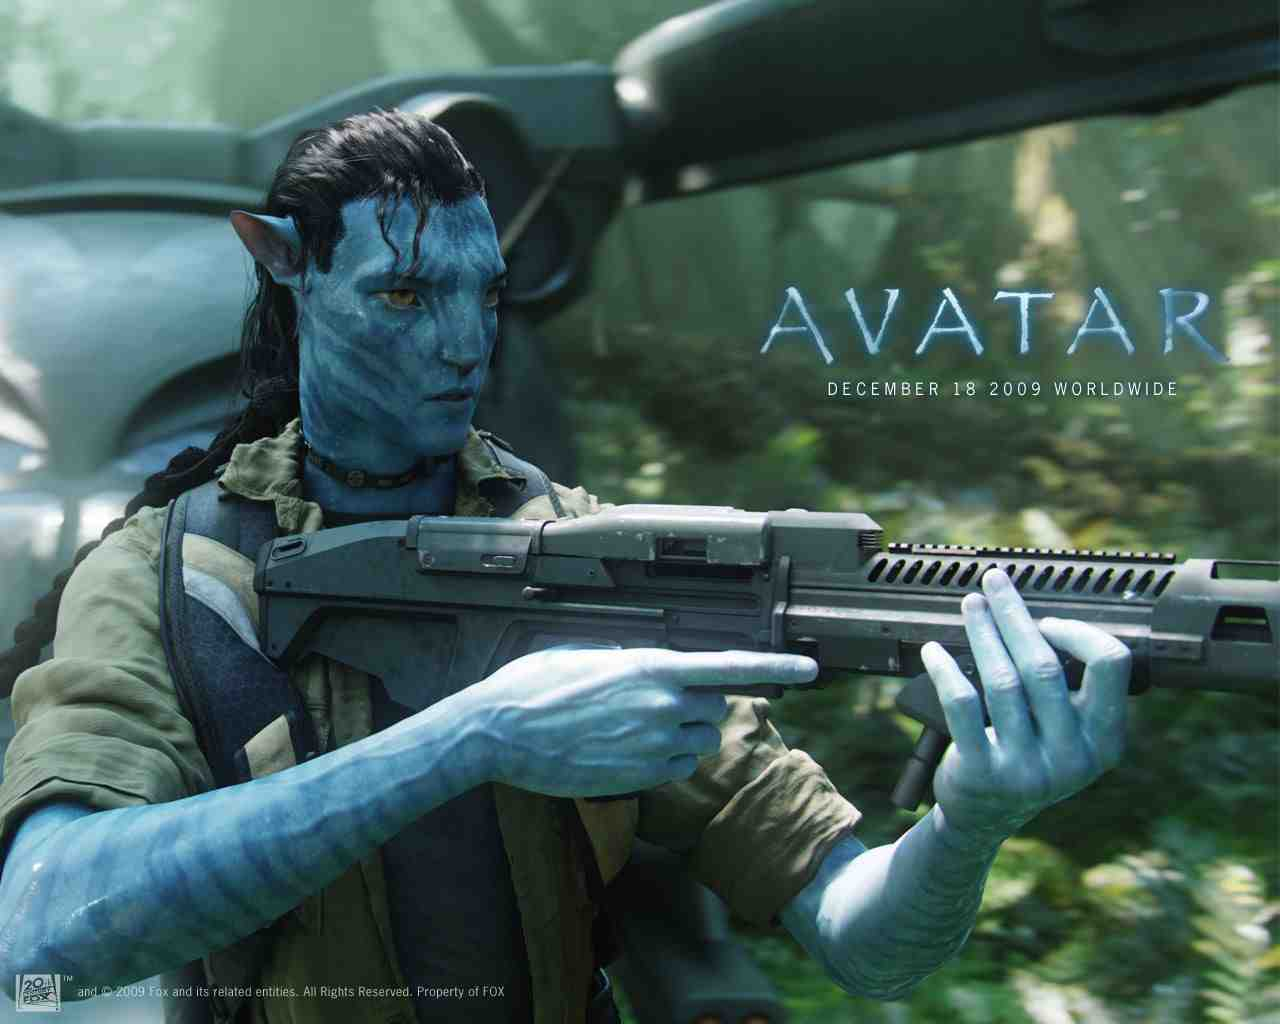 AVATAR
DECEMBER 18 2009 WORLDWIDE
20th CENTURY FOX ™ and © 2009 Fox and its related entities. All Rights Reserved. Property of FOX